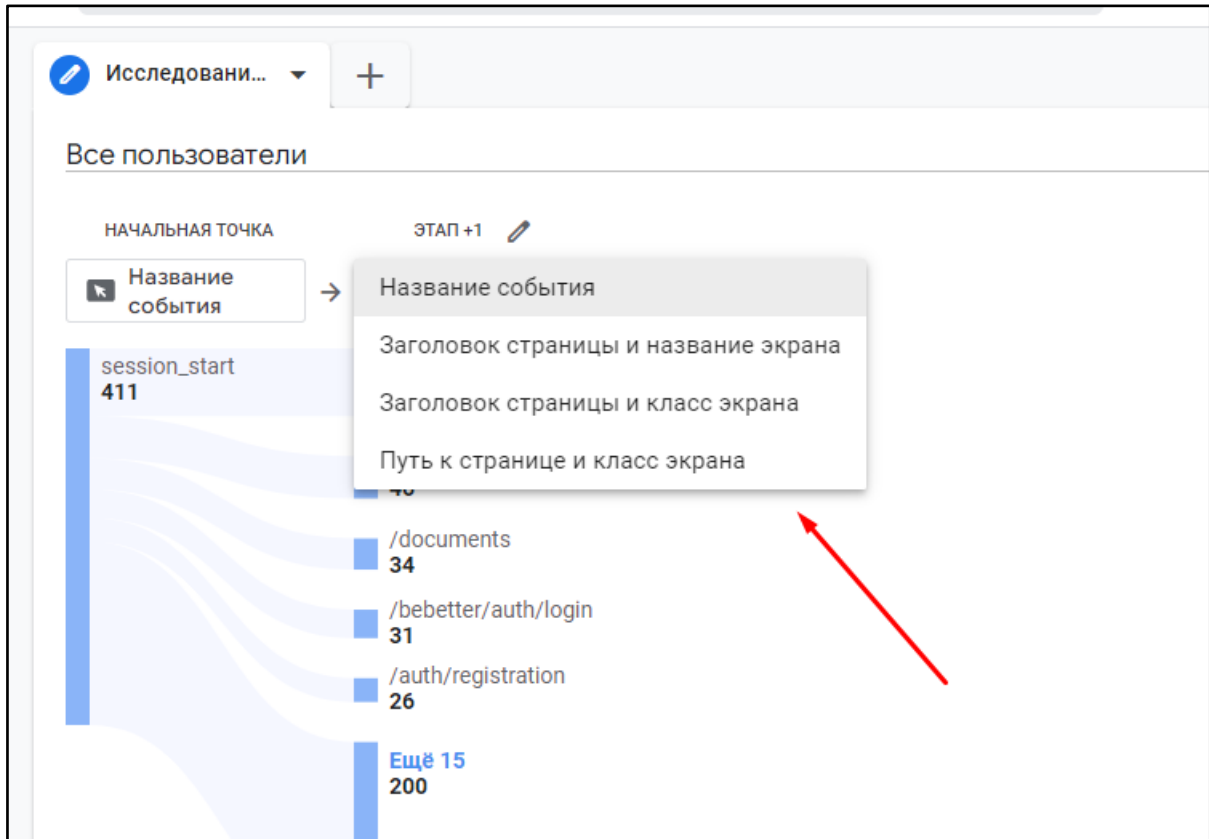 Исследовани...
Все пользователи
НАЧАЛЬНАЯ ТОЧКА
ЭТАП +1
Название
события
Название события
Заголовок страницы и название экрана
Заголовок страницы и класс экрана
Путь к странице и класс экрана
session_start
411
/documents
34
/bebetter/auth/login
31
/auth/registration
26
Ещё 15
200